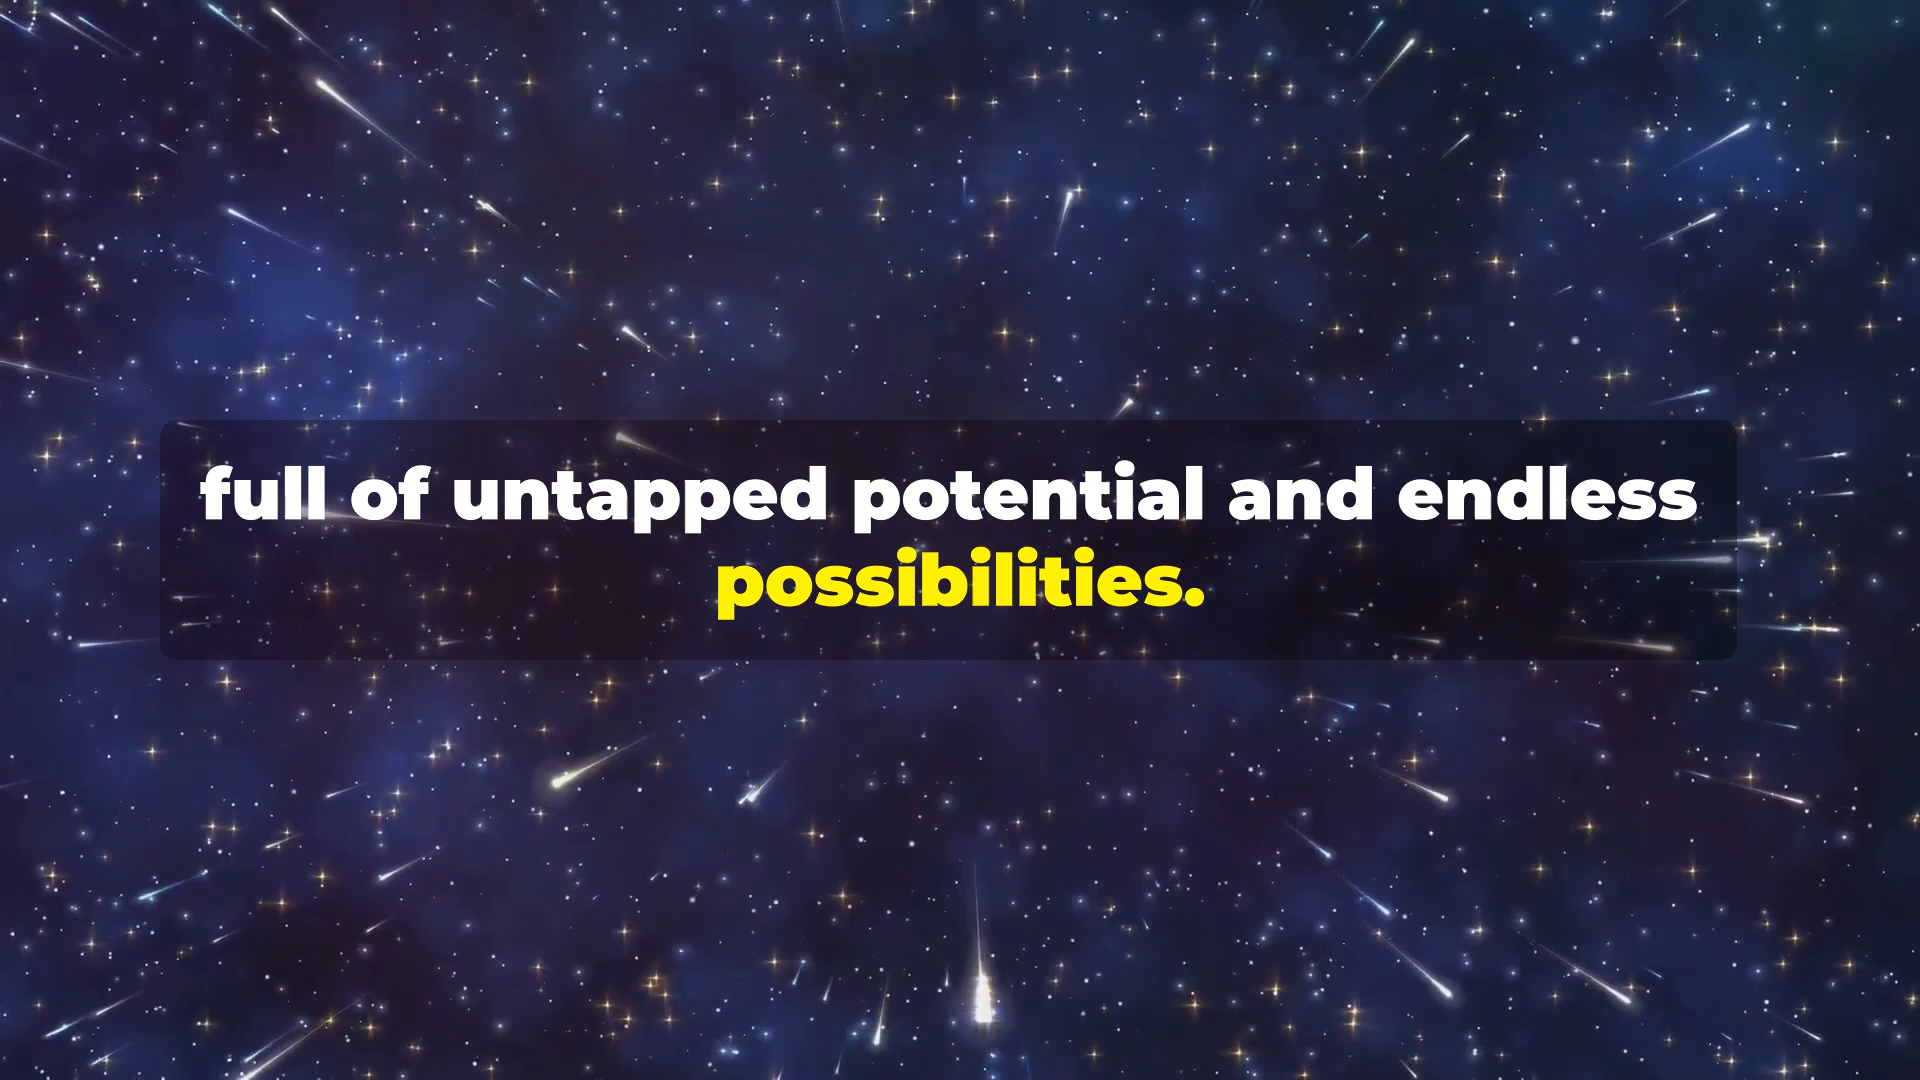 full of untapped potential and endless
possibilities.